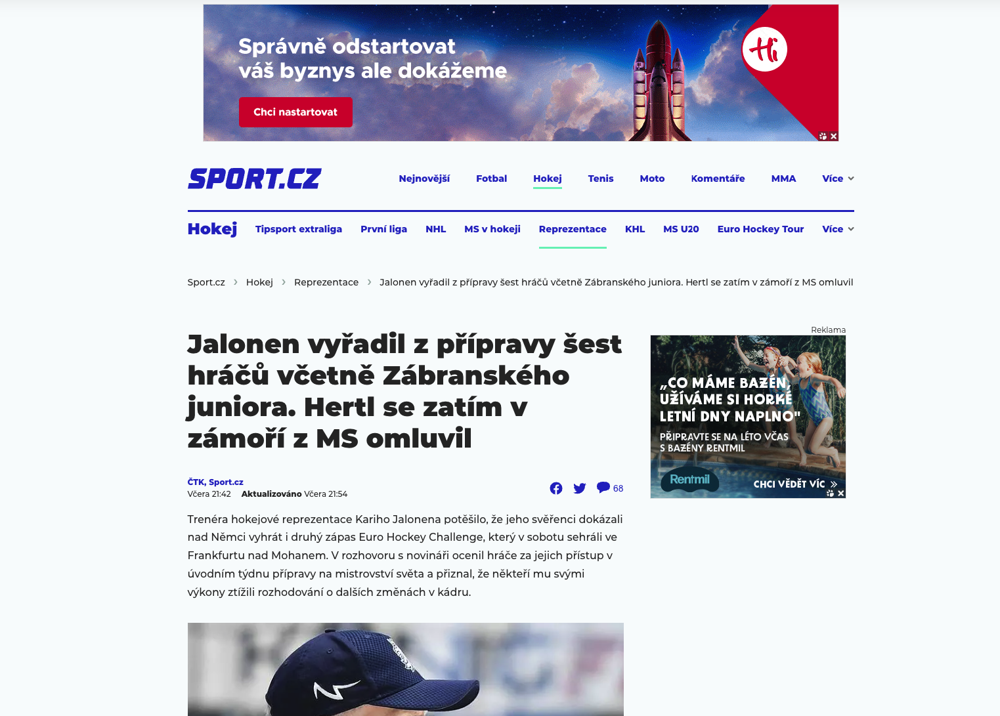 Správně odstartovat
váš byznys ale dokážeme
Chci nastartovat
Hi
SPORT.CZ
Nejnovější Fotbal Hokej Tenis Moto Komentáře MMA Více
Hokej Tipsport extraliga První liga NHL MS v hokeji Reprezentace KHL MS U20 Euro Hockey Tour Více
Sport.cz › Hokej › Reprezentace › Jalonen vyřadil z přípravy šest hráčů včetně Zábranského juniora. Hertl se zatím v zámoří z MS omluvil
Jalonen vyřadil z přípravy šest
hráčů včetně Zábranského
juniora. Hertl se zatím v
zámoří z MS omluvil
ČTK, Sport.cz
Včera 21:42 Aktualizováno Včera 21:54
68
Trenéra hokejové reprezentace Kariho Jalonena potěšilo, že jeho svěřenci dokázali
nad Němci vyhrát i druhý zápas Euro Hockey Challenge, který v sobotu sehráli ve
Frankfurtu nad Mohanem. V rozhovoru s novináři ocenil hráče za jejich přístup v
úvodním týdnu přípravy na mistrovství světa a přiznal, že někteří mu svými
výkony ztížili rozhodování o dalších změnách v kádru.
Reklama
„CO MÁME BAZÉN,
UŽÍVÁME SI HORKÉ
LETNÍ DNY NAPLNO"
PŘIPRAVTE SE NA LÉTO VČAS
S BAZÉNY RENTMIL
Rentmil
CHCI VĚDĚT VÍC »